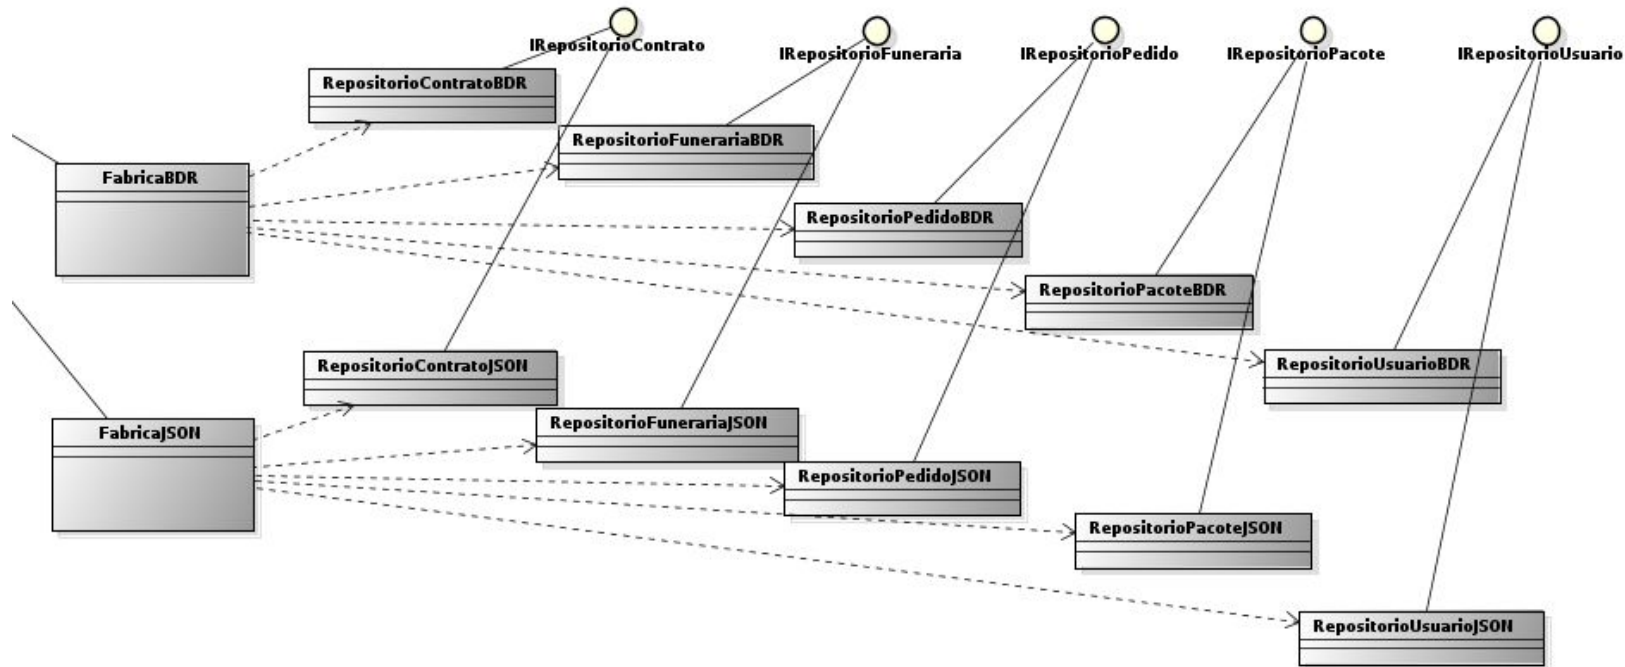 IRepositorioContrato
IRepositorioFuneraria
IRepositorioPedido
IRepositorioPacote
IRepositorioUsuario
RepositorioContratoBDR
RepositorioFunerariaBDR
FabricaBDR
RepositorioPedidoBDR
RepositorioPacoteBDR
RepositorioUsuarioBDR
RepositorioContratoJSON
RepositorioFunerariaJSON
FabricaJSON
RepositorioPedidoJSON
RepositorioPacoteJSON
RepositorioUsuarioJSON